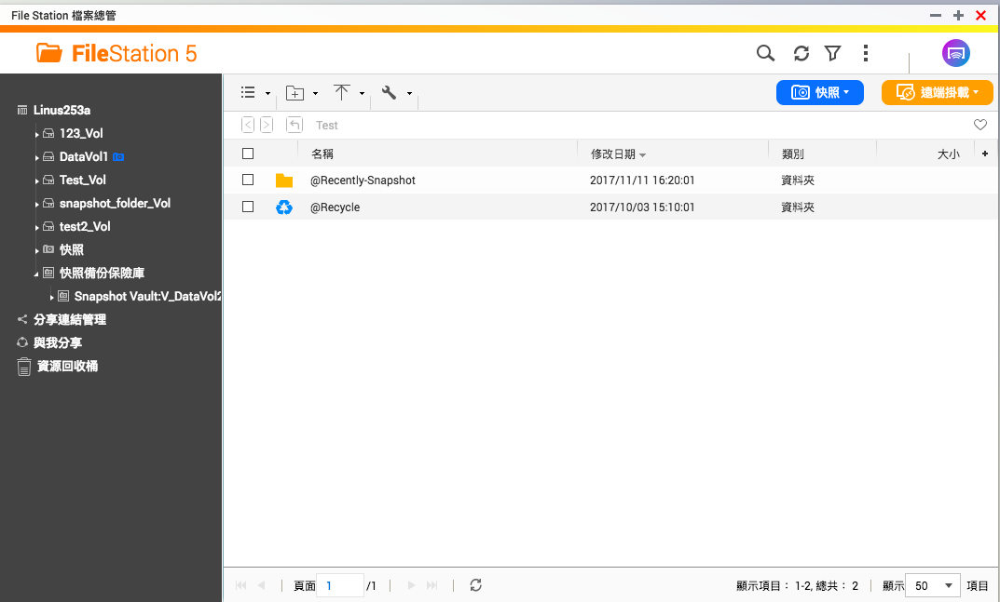 File Station 檔案總管
FileStation 5
快照
遠端掛載
Linus253a
123_Vol
DataVol1
Test_Vol
snapshot_folder_Vol
test2_Vol
快照
快照備份保險庫
Snapshot Vault:V_DataVol2
分享連結管理
與我分享
資源回收桶
Test
名稱 修改日期 類別 大小
@Recently-Snapshot 2017/11/11 16:20:01 資料夾
@Recycle 2017/10/03 15:10:01 資料夾
頁面 1 /1 顯示項目： 1-2, 總共： 2 顯示 50 項目